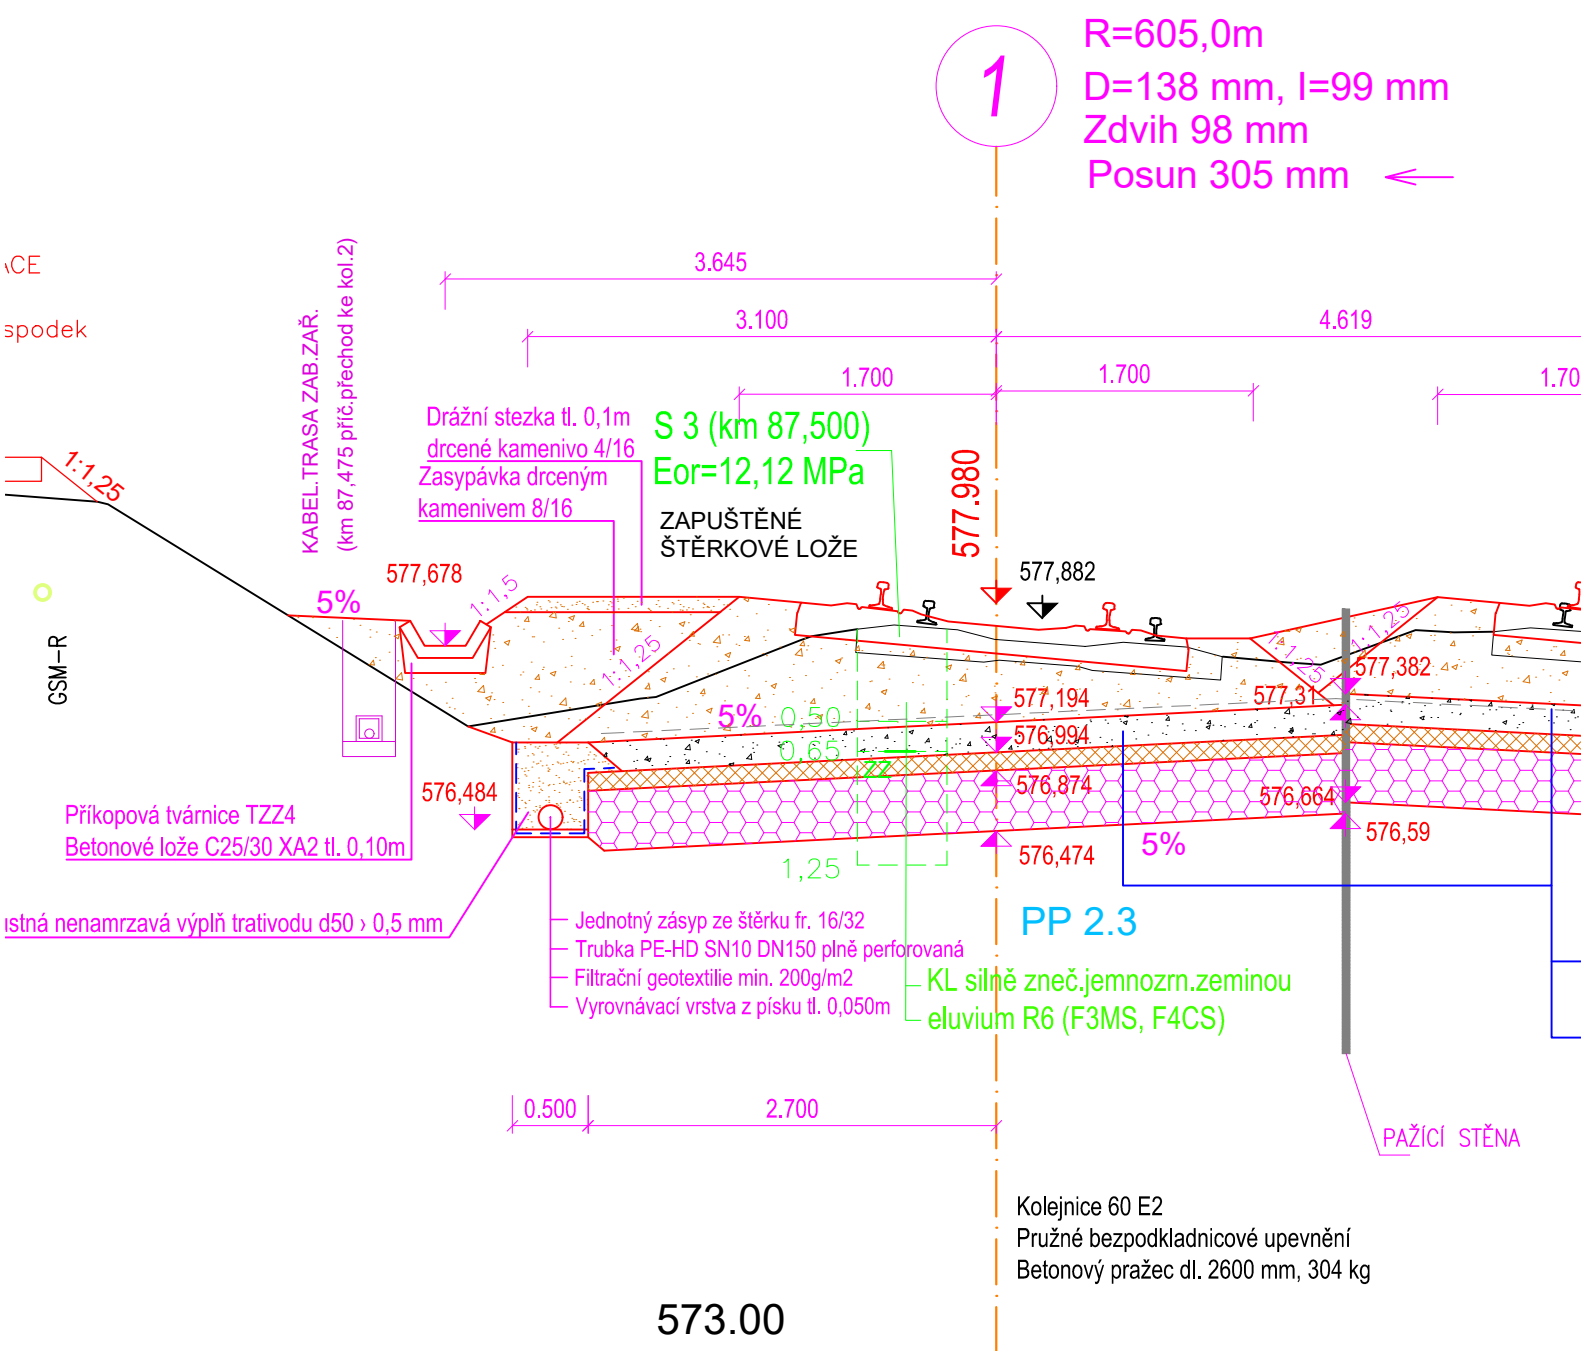 1
R=605,0m
D=138 mm, I=99 mm
Zdvih 98 mm
Posun 305 mm
spodek
KABEL.TRASA ZAB.ZAŘ.
(km 87,475 příč.přechod ke kol.2)
3.645
3.100
4.619
1.700
1.700
1.70
Drážní stezka tl. 0,1m
drcené kamenivo 4/16
Zasypávka drceným
kamenivem 8/16
S 3 (km 87,500)
Eor=12,12 MPa
ZAPUŠTĚNÉ
ŠTĚRKOVÉ LOŽE
577.980
577,882
1:1,25
577,678
5%
1:1,5
1:1,25
GSM-R
1:1,25
1:1,25
577,382
577,31
577,194
5%
0,50
576,994
0,65
ZZ
576,874
576,664
576,484
576,59
576,474
5%
1,25
Příkopová tvárnice TZZ4
Betonové lože C25/30 XA2 tl. 0,10m
ustná nenamrzavá výplň trativodu d50 › 0,5 mm
Jednotný zásyp ze štěrku fr. 16/32
Trubka PE-HD SN10 DN150 plně perforovaná
Filtrační geotextilie min. 200g/m2
Vyrovnávací vrstva z písku tl. 0,050m
PP 2.3
KL silně zneč.jemnozrn.zeminou
eluvium R6 (F3MS, F4CS)
0.500
2.700
PAŽÍCÍ STĚNA
Kolejnice 60 E2
Pružné bezpodkladnicové upevnění
Betonový pražec dl. 2600 mm, 304 kg
573.00